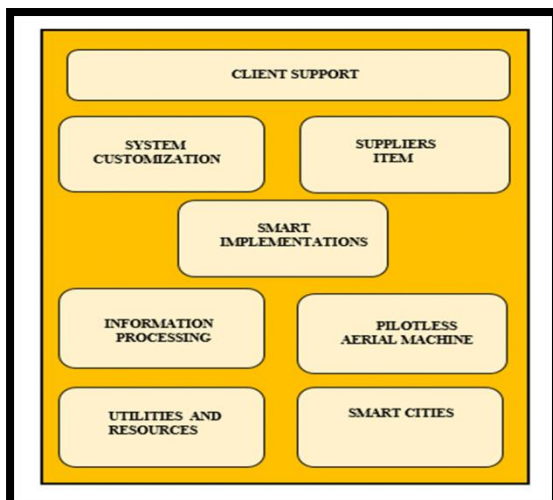 CLIENT SUPPORT
SYSTEM
CUSTOMIZATION
SUPPLIERS
ITEM
SMART
IMPLEMENTATIONS
INFORMATION
PROCESSING
PILOTLESS
AERIAL MACHINE
UTILITIES AND
RESOURCES
SMART CITIES